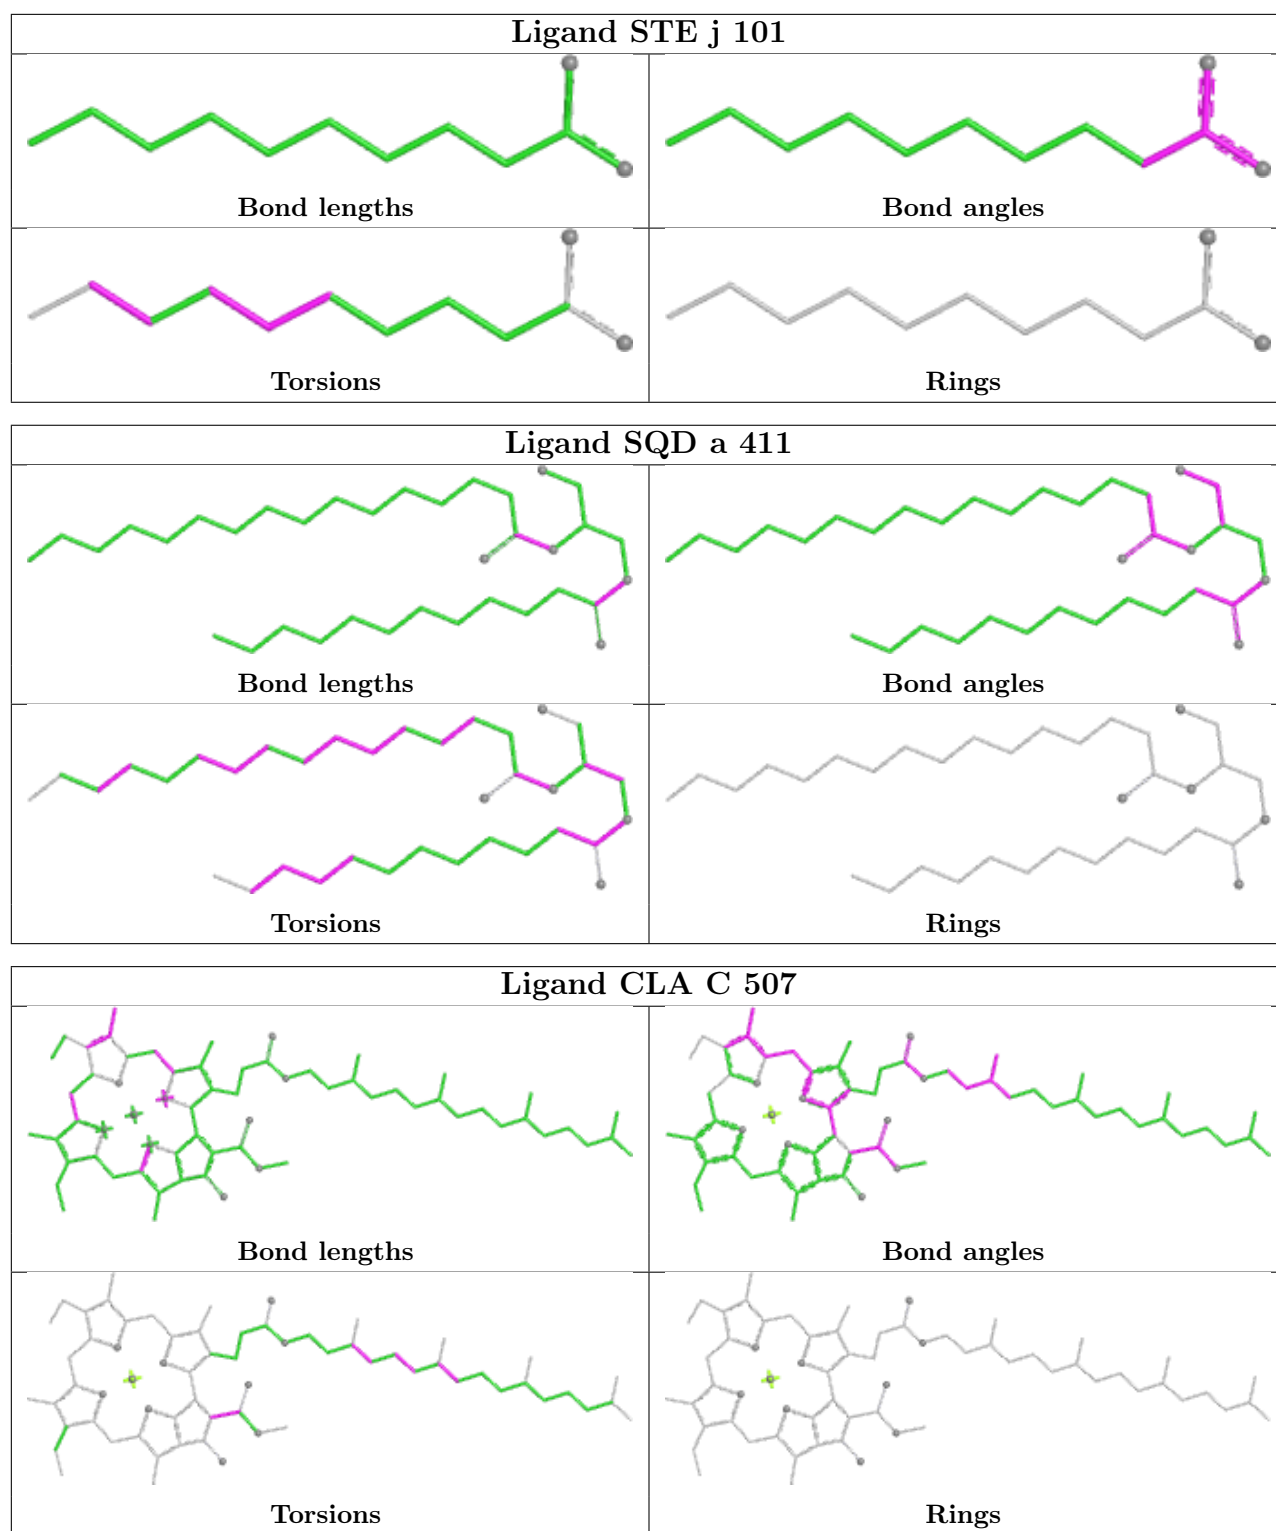 Ligand STE j 101
Bond lengths
Bond angles
Torsions
Rings
Ligand SQD a 411
Bond lengths
Bond angles
Torsions
Rings
Ligand CLA C 507
Bond lengths
Bond angles
Torsions
Rings